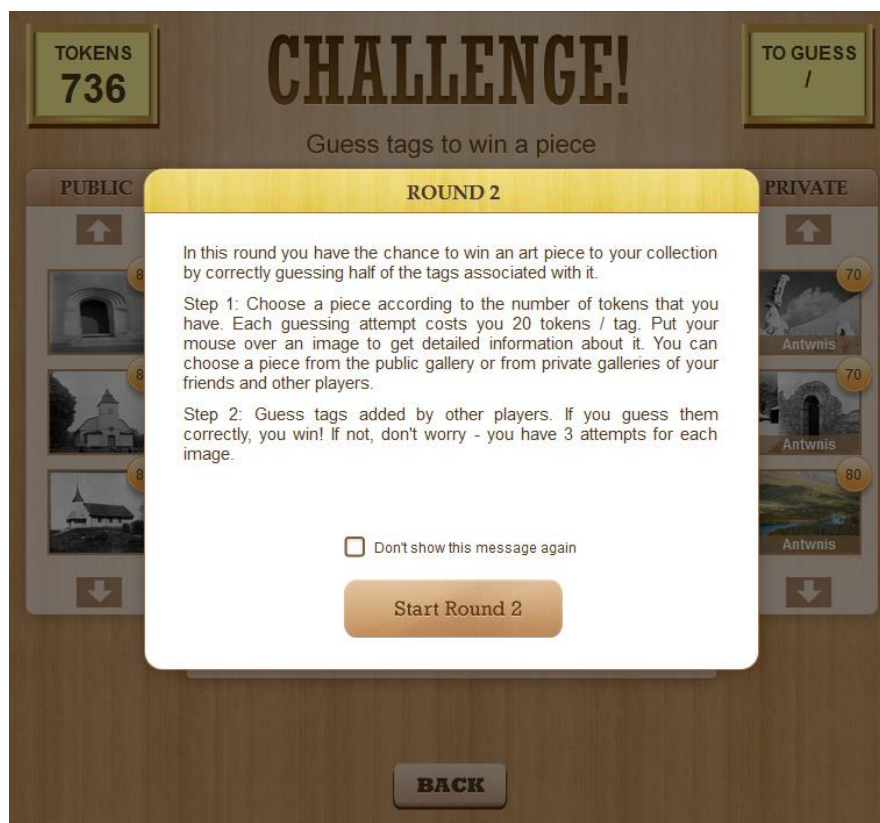 TOKENS
736
CHALLENGE!
TO GUESS
/
Guess tags to win a piece
PUBLIC
PRIVATE
ROUND 2
In this round you have the chance to win an art piece to your collection
by correctly guessing half of the tags associated with it.
Step 1: Choose a piece according to the number of tokens that you
have. Each guessing attempt costs you 20 tokens / tag. Put your
mouse over an image to get detailed information about it. You can
choose a piece from the public gallery or from private galleries of your
friends and other players.
Step 2: Guess tags added by other players. If you guess them
correctly, you win! If not, don't worry - you have 3 attempts for each
image.
Don't show this message again
Start Round 2
8
8
8
70
Antwnis
70
Antwnis
80
Antwnis
BACK